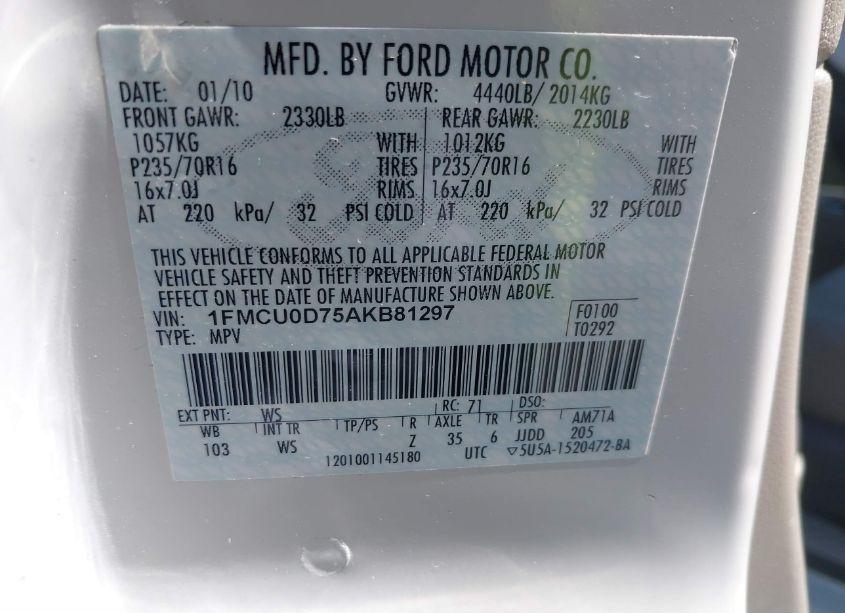 MFD. BY FORD MOTOR CO.
DATE: 01/10 GVWR: 4440LB/ 2014KG
FRONT GAWR: 2330LB REAR GAWR: 2230LB
1057KG WITH 1012KG WITH
P235/70R16 TIRES P235/70R16 TIRES
16x7.0J RIMS 16x7.0J RIMS
AT 220 kPa/ 32 PSI COLD AT 220 kPa/ 32 PSI COLD
THIS VEHICLE CONFORMS TO ALL APPLICABLE FEDERAL MOTOR
VEHICLE SAFETY AND THEFT PREVENTION STANDARDS IN
EFFECT ON THE DATE OF MANUFACTURE SHOWN ABOVE.
VIN: 1FMCU0D75AKB81297 F0100
TYPE: MPV T0292
EXT PNT: WS RC: 71 DSO:
WB INT TR TP/PS R AXLE TR SPR AM71A
103 WS Z 35 6 JJDD 205
1201001145180 UTC ▽5U5A-1520472-BA